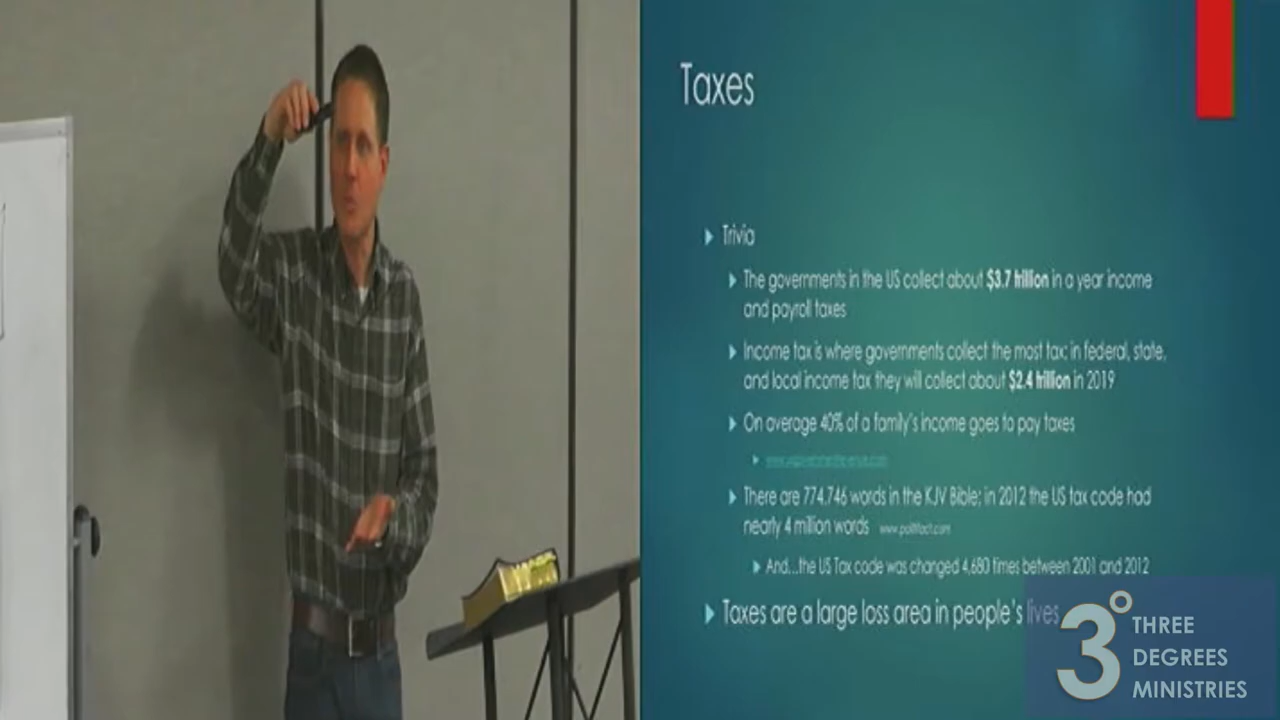 Taxes
Trivia
The governments in the US collect about $3.7 trillion in a year income
and payroll taxes
Income tax is where governments collect the most tax; in federal, state,
and local income tax they will collect about $2.4 trillion in 2019
On average 40% of a family's income goes to pay taxes
There are 774,746 words in the KJV Bible; in 2012 the US tax code had
nearly 4 million words www.politifact.com
And...the US Tax code was changed 4,680 times between 2001 and 2012
Taxes are a large loss area in people's lives
3°
THREE
DEGREES
MINISTRIES